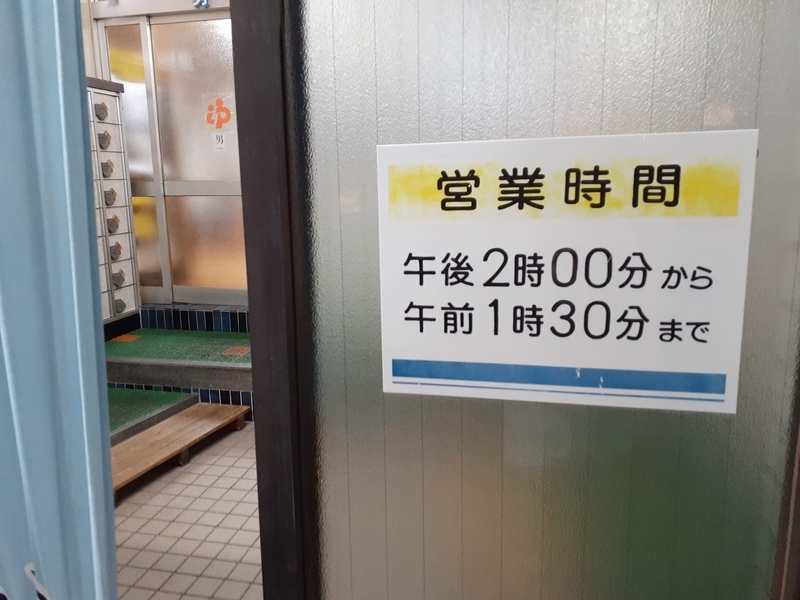 ゆ
男
営業時間
午後2時00分から
午前1時30分まで